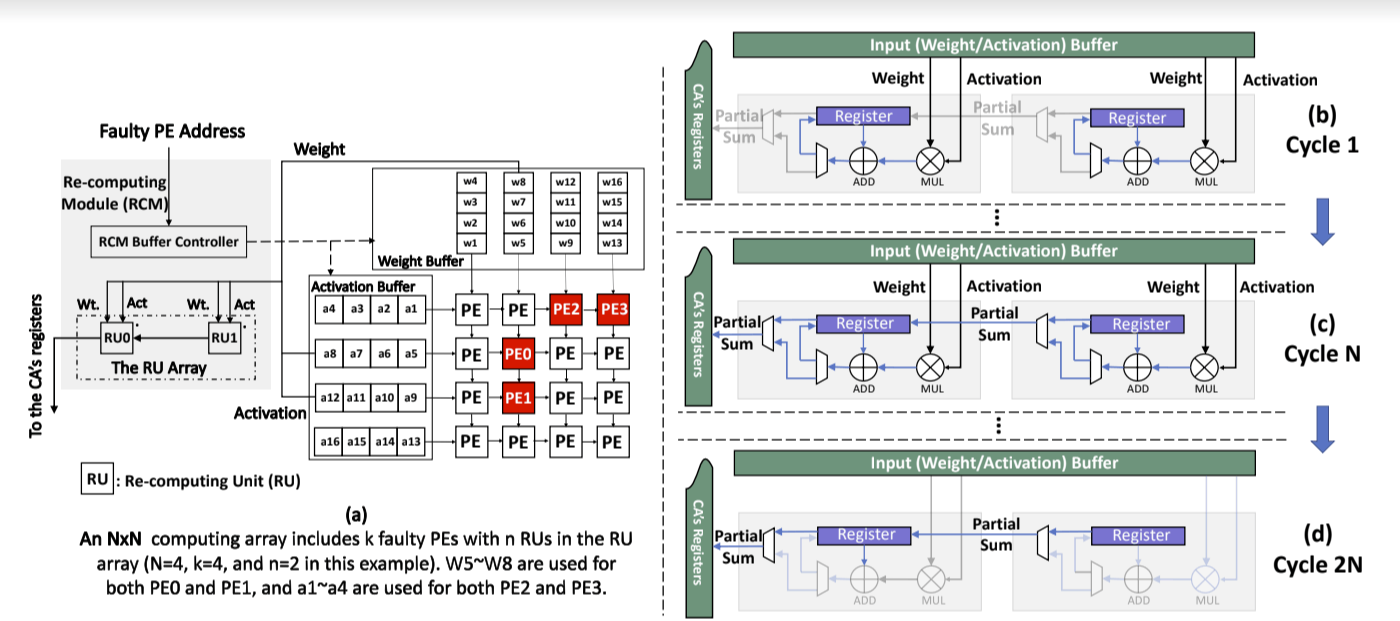 Faulty PE Address
Re-computing
Module (RCM)
RCM Buffer Controller
Wt.
Act
Wt.
Act
RU0
RU1
The RU Array
To the CA's registers
Weight
w4 w8 w12 w16
w3 w7 w11 w15
w2 w6 w10 w14
w1 w5 w9 w13
Weight Buffer
Activation Buffer
a4 a3 a2 a1 PE PE PE2 PE3
a8 a7 a6 a5 PE PE0 PE PE
a12 a11 a10 a9 PE PE1 PE PE
a16 a15 a14 a13 PE PE PE PE
Activation
RU : Re-computing Unit (RU)
(a)
An NxN computing array includes k faulty PEs with n RUs in the RU
array (N=4, k=4, and n=2 in this example). W5~W8 are used for
both PE0 and PE1, and a1~a4 are used for both PE2 and PE3.
Input (Weight/Activation) Buffer
CA's Registers
Weight
Activation
Weight
Activation
Partial
Sum
Register
Partial
Sum
Register
ADD
MUL
ADD
MUL
(b)
Cycle 1
Input (Weight/Activation) Buffer
CA's Registers
Weight
Activation
Weight
Activation
Partial
Sum
Register
Partial
Sum
Register
ADD
MUL
ADD
MUL
(c)
Cycle N
Input (Weight/Activation) Buffer
CA's Registers
Partial
Sum
Register
Partial
Sum
Register
ADD
MUL
ADD
MUL
(d)
Cycle 2N